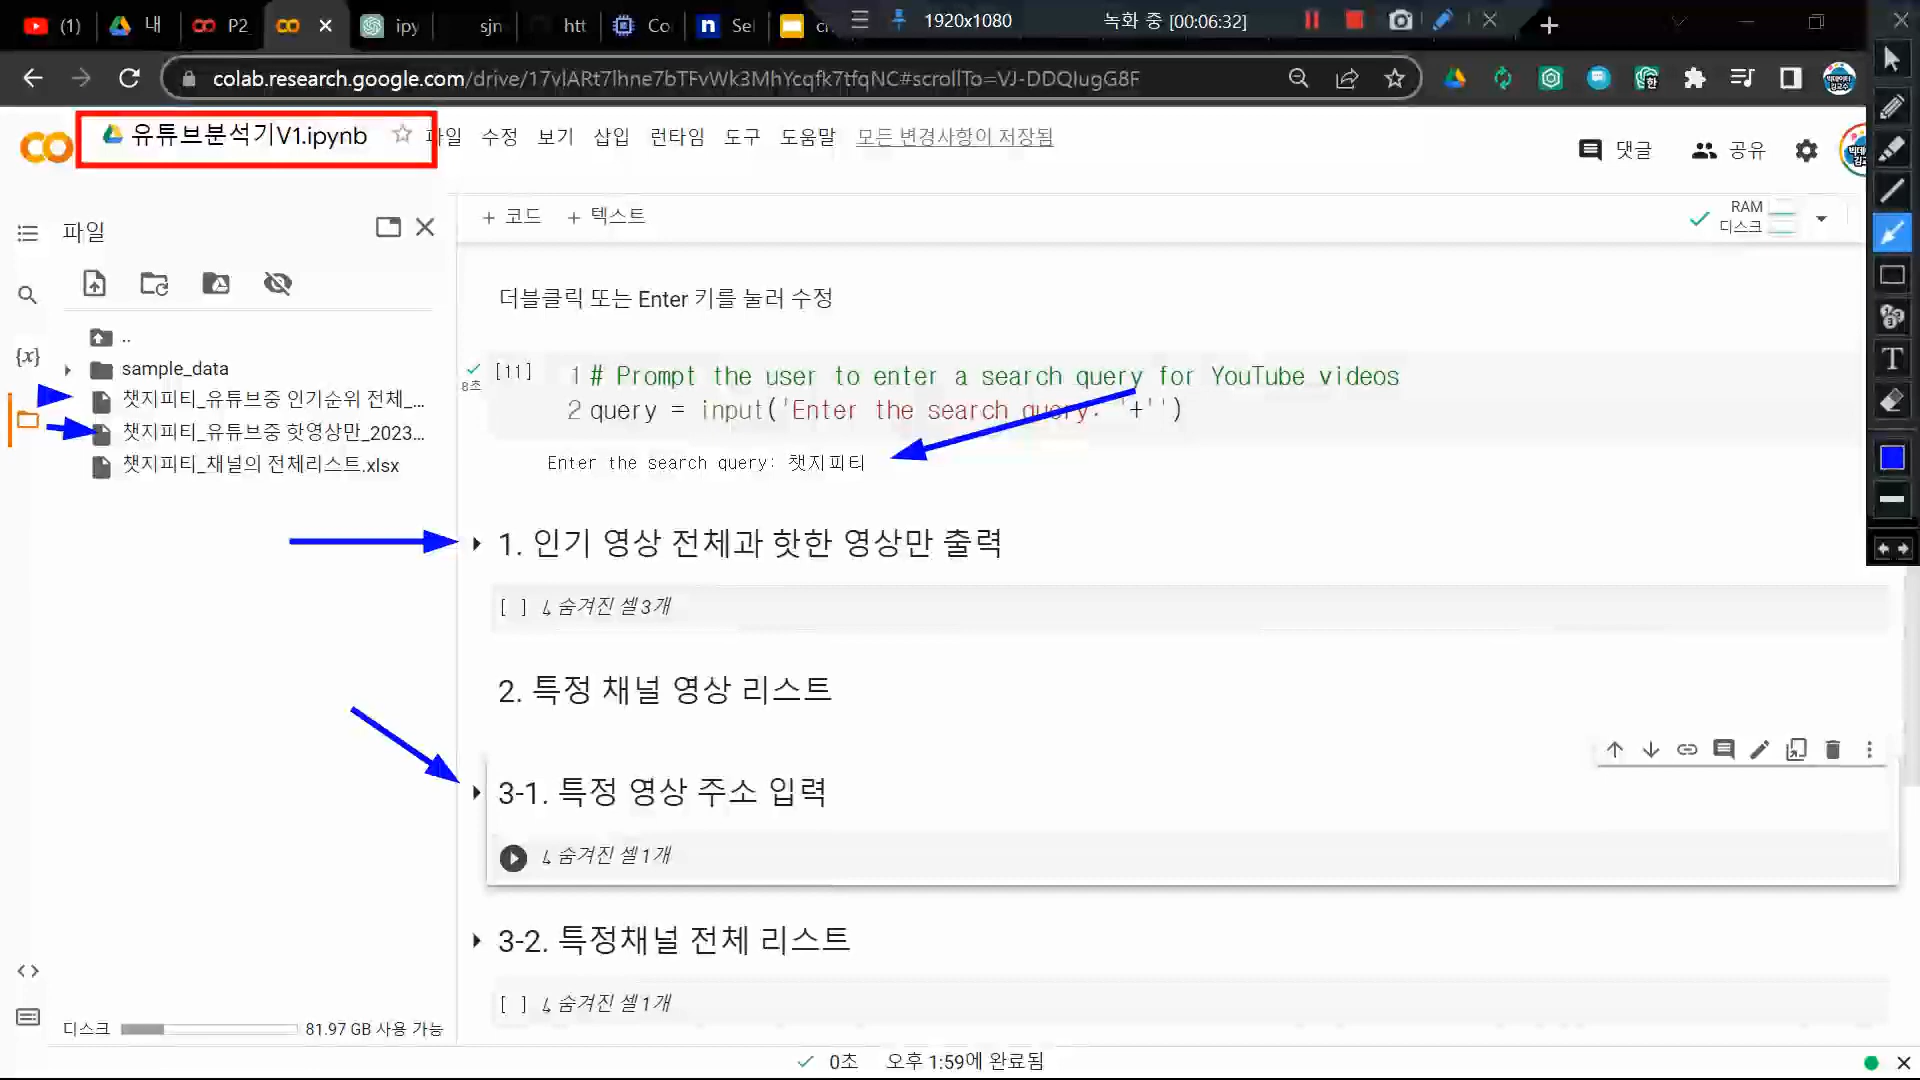 (1)
내
P2
ipy
sjn
htt
Co
n
Sel
1920x1080
녹화 중 [00:06:32]
colab.research.google.com/drive/17vlARt7lhne7bTFvWk3MhYcqfk7tfqNC#scrollTo=VJ-DDQIugG8F
유튜브분석기V1.ipynb
파일 수정 보기 삽입 런타임 도구 도움말 모든 변경사항이 저장됨
댓글
공유
파일
+ 코드 + 텍스트
RAM
디스크
..
sample_data
챗지피티_유튜브중 인기순위 전체_...
챗지피티_유튜브중 핫영상만_2023...
챗지피티_채널의 전체리스트.xlsx
{x}
더블클릭 또는 Enter 키를 눌러 수정
8초
[11]
1 # Prompt the user to enter a search query for YouTube videos
2 query = input('Enter the search query: '+'')
Enter the search query: 챗지피티
1. 인기 영상 전체과 핫한 영상만 출력
[ ] ↳ 숨겨진 셀 3개
2. 특정 채널 영상 리스트
3-1. 특정 영상 주소 입력
↳ 숨겨진 셀 1개
3-2. 특정채널 전체 리스트
[ ] ↳ 숨겨진 셀 1개
디스크
81.97 GB 사용 가능
0초 오후 1:59에 완료됨
T